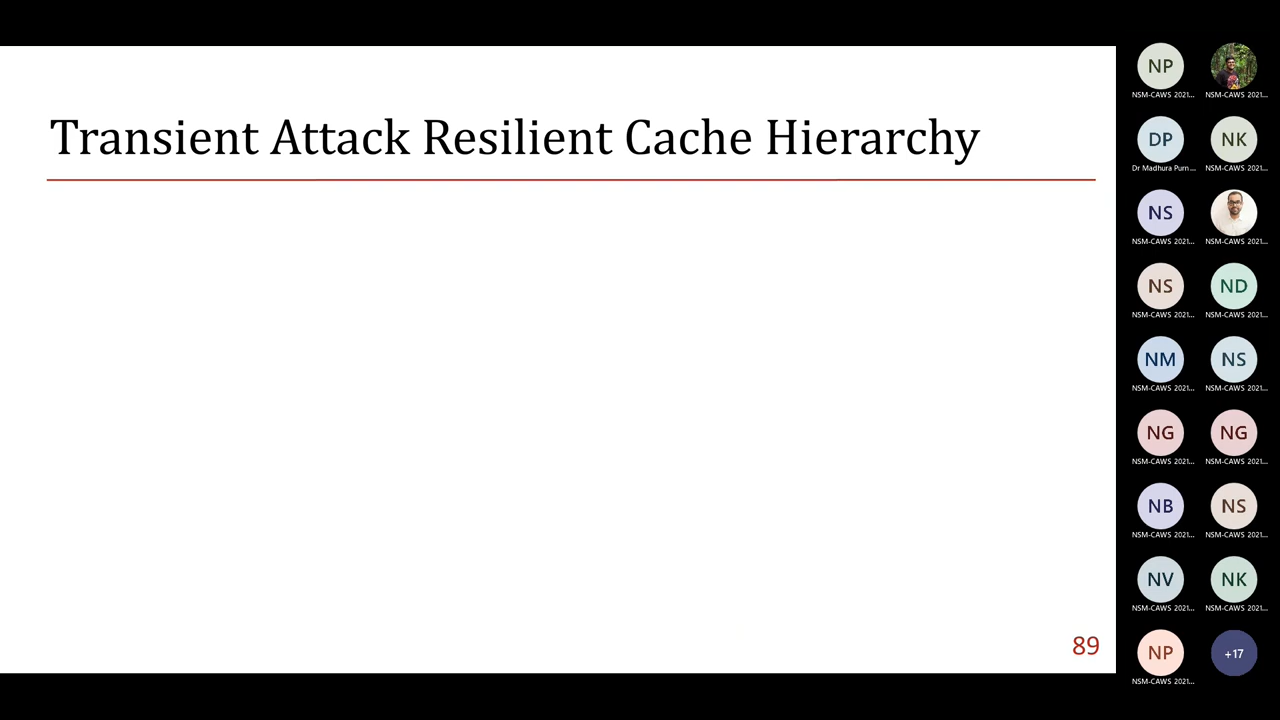 Transient Attack Resilient Cache Hierarchy
89
NP
NSM-CAWS 2021... NSM-CAWS 2021...
DP NK
Dr Madhura Purn... NSM-CAWS 2021...
NS
NSM-CAWS 2021... NSM-CAWS 2021...
NS ND
NSM-CAWS 2021... NSM-CAWS 2021...
NM NS
NSM-CAWS 2021... NSM-CAWS 2021...
NG NG
NSM-CAWS 2021... NSM-CAWS 2021...
NB NS
NSM-CAWS 2021... NSM-CAWS 2021...
NV NK
NSM-CAWS 2021... NSM-CAWS 2021...
NP +17
NSM-CAWS 2021...